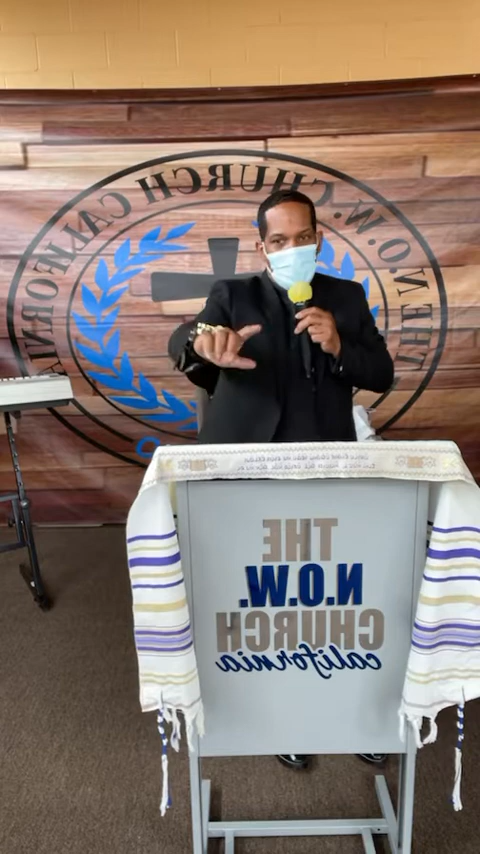 THE N.O.W. CHURCH CALIFORNIA
THE
N.O.W.
CHURCH
california